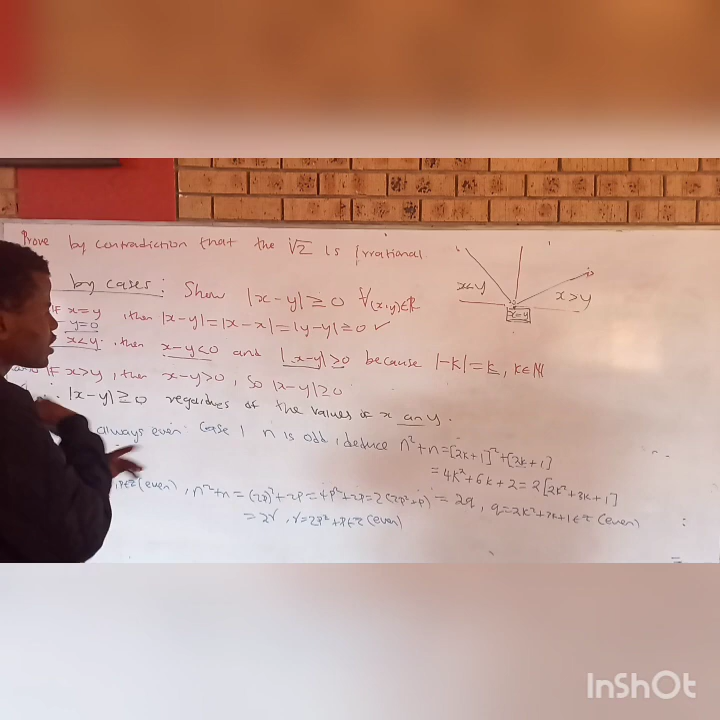 Prove by contradiction that the √2 is Irrational
by cases: Show |x-y| ≥ 0 ∀(x,y)∈ℝ
x<y x>y
x=y
If x=y, then |x-y|=|x-x|=|y-y|≥0 ✓
y=0
x<y, then x-y<0 and |x-y|≥0 because |-k|=k, k∈ℕ
If x>y, then x-y>0, so |x-y|≥0
∴ |x-y| ≥ 0 of the values of x any.
always even Case 1 n is odd, deduce n²+n=[2k+1]²+[2k+1]
=4k²+6k+2=2[2k²+3k+1]
(even), n²+n=(2p)²+2p=4p²+2p=2(2p²+p) =2q, q=2k²+3k+1∈ℤ (even)
=2r, r=2p²+p∈ℤ (even)
InShOt